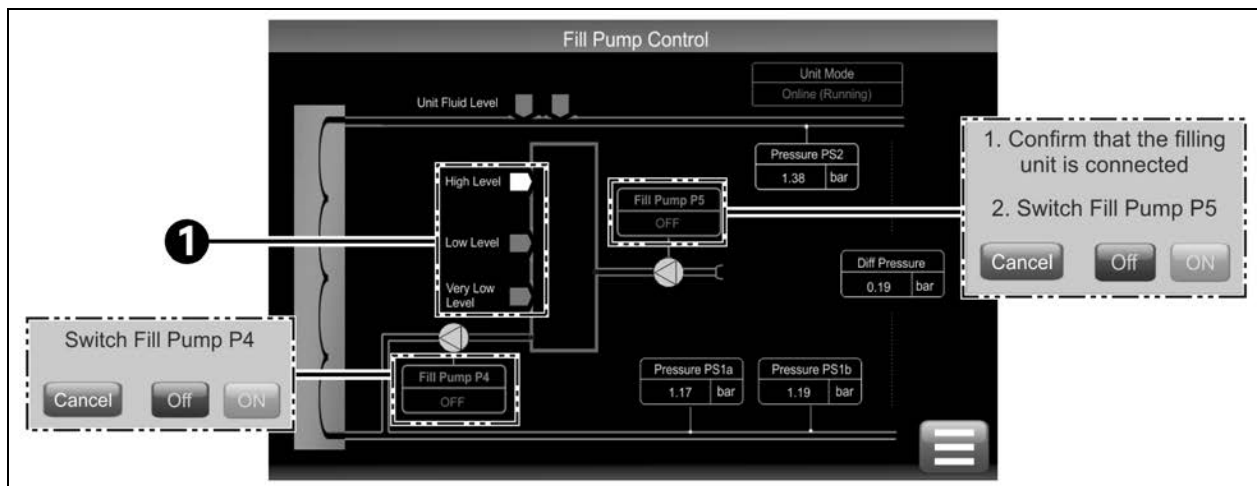 Fill Pump Control
Unit Mode
Online (Running)
Unit Fluid Level
1. Confirm that the filling
unit is connected
2. Switch Fill Pump P5
Cancel
Off
ON
Pressure PS2
1.38 bar
High Level
Fill Pump P5
OFF
1
Low Level
Diff Pressure
0.19 bar
Very Low
Level
Switch Fill Pump P4
Cancel
Off
ON
Fill Pump P4
OFF
Pressure PS1a
1.17 bar
Pressure PS1b
1.19 bar